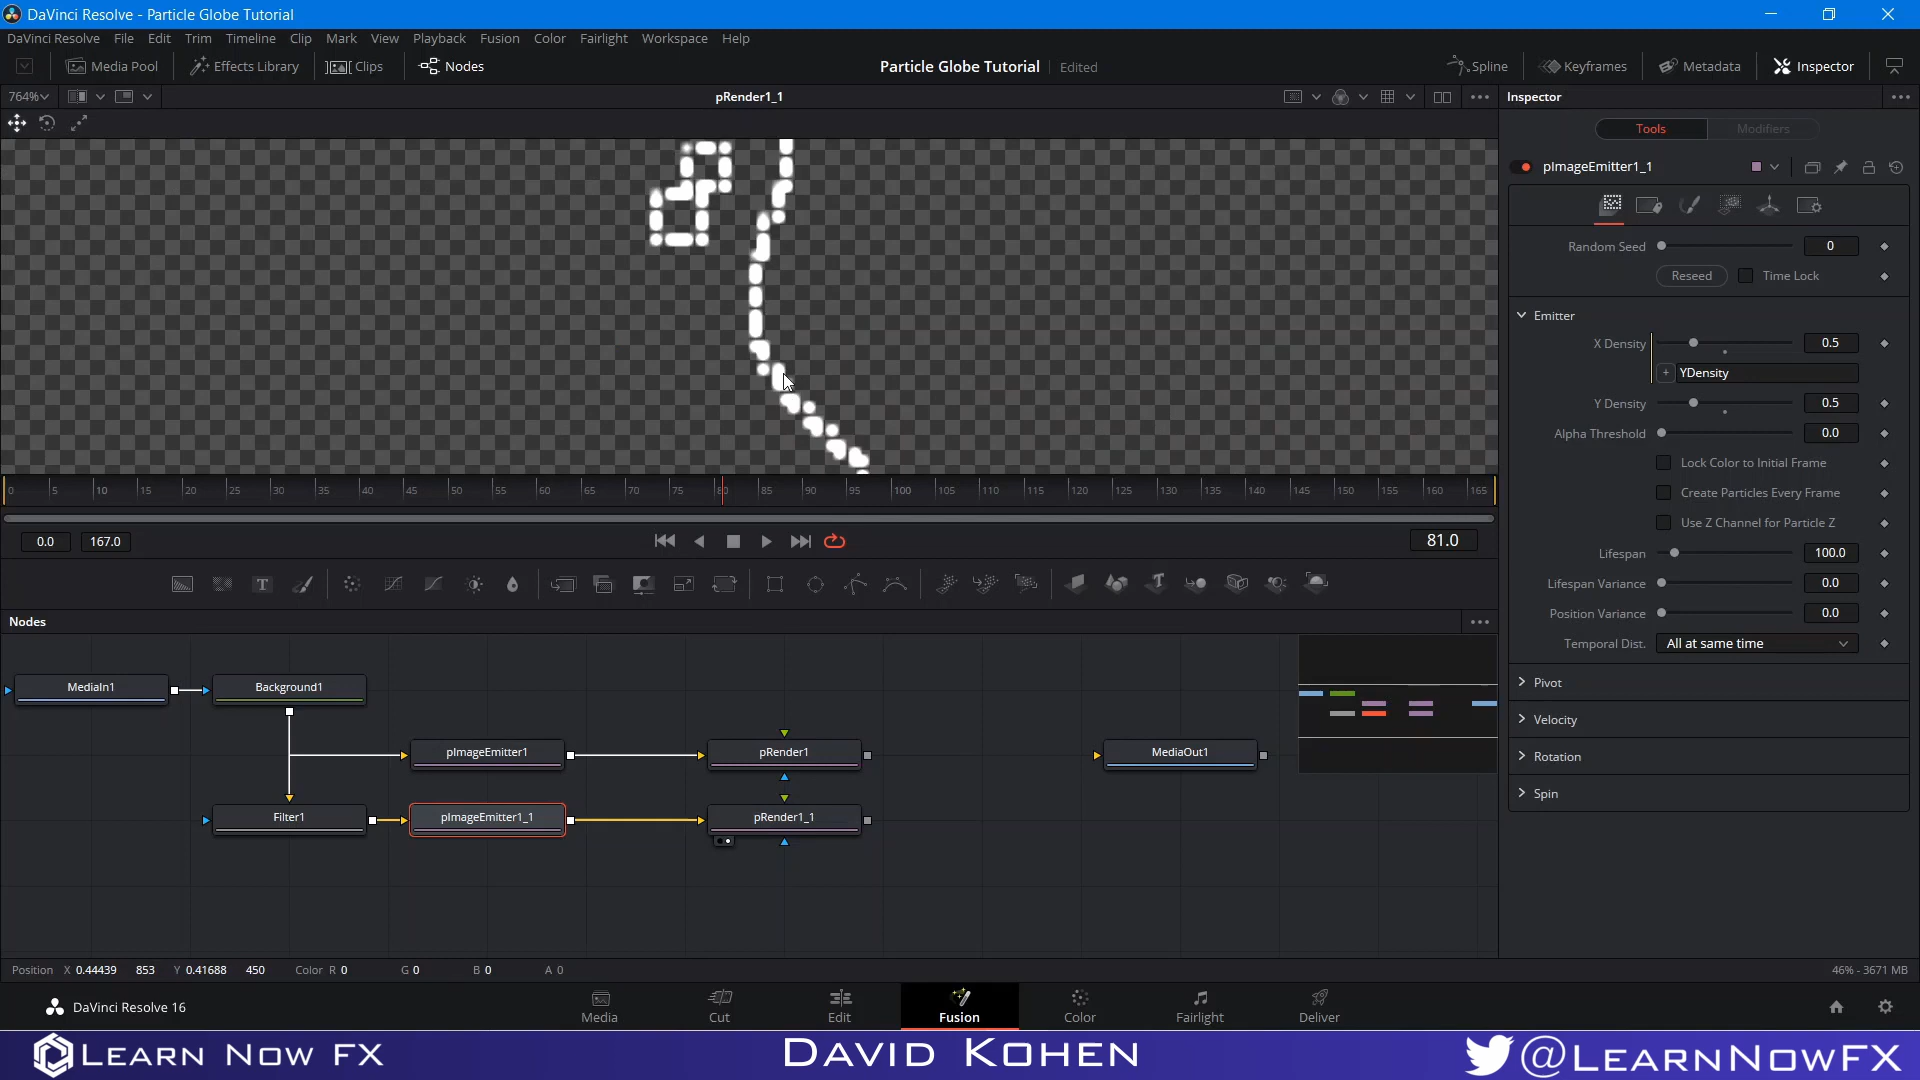 DaVinci Resolve - Particle Globe Tutorial
DaVinci Resolve File Edit Trim Timeline Clip Mark View Playback Fusion Color Fairlight Workspace Help
Media Pool Effects Library Clips Nodes Particle Globe Tutorial Edited Spline Keyframes Metadata Inspector
764% pRender1_1 Inspector
Tools Modifiers
pImageEmitter1_1
Random Seed 0
Reseed Time Lock
Emitter
X Density 0.5
+ YDensity
Y Density 0.5
Alpha Threshold 0.0
Lock Color to Initial Frame
Create Particles Every Frame
Use Z Channel for Particle Z
Lifespan 100.0
Lifespan Variance 0.0
Position Variance 0.0
Temporal Dist. All at same time
Pivot
Velocity
Rotation
Spin
0 5 10 15 20 25 30 35 40 45 50 55 60 65 70 75 80 85 90 95 100 105 110 115 120 125 130 135 140 145 150 155 160 165
0.0 167.0 81.0
Nodes
MediaIn1 Background1
pImageEmitter1 pRender1 MediaOut1
Filter1 pImageEmitter1_1 pRender1_1
Position X 0.44439 853 Y 0.41688 450 Color R 0 G 0 B 0 A 0 46% - 3671 MB
DaVinci Resolve 16 Media Cut Edit Fusion Color Fairlight Deliver
Learn Now FX David Kohen @LearnNowFX